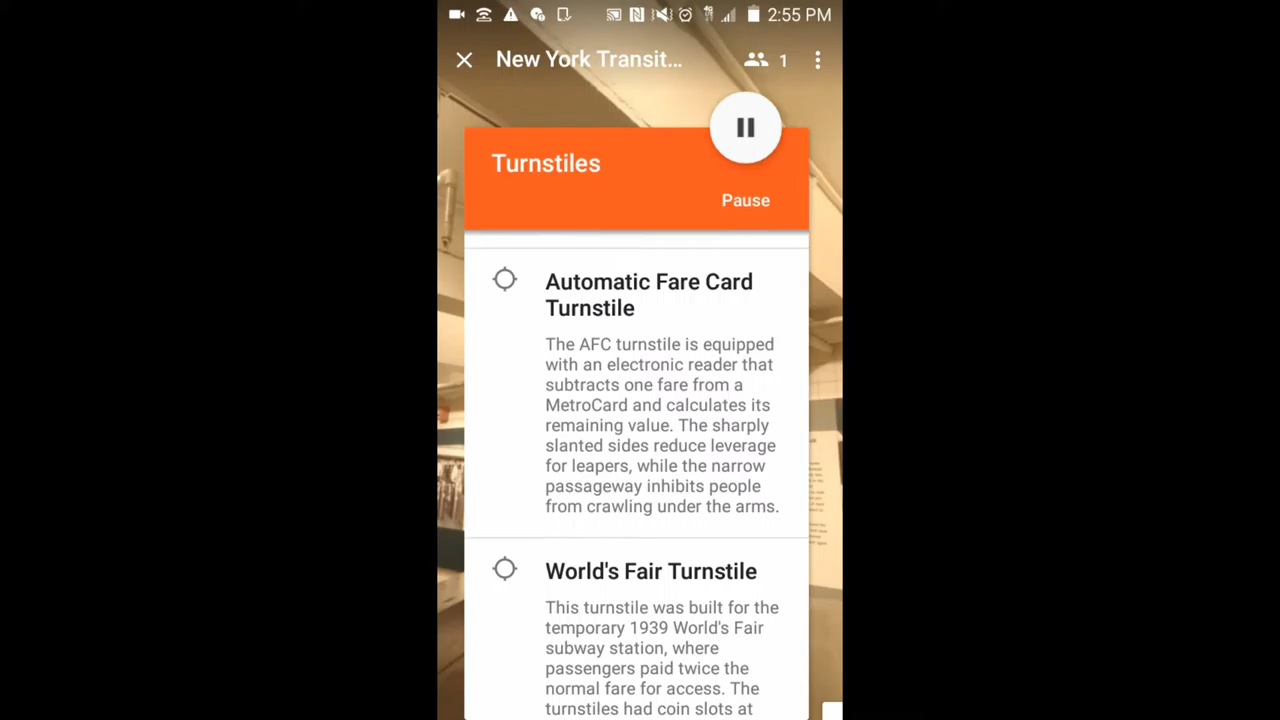 2:55 PM
New York Transit... 1
Turnstiles
Pause
Automatic Fare Card
Turnstile
The AFC turnstile is equipped
with an electronic reader that
subtracts one fare from a
MetroCard and calculates its
remaining value. The sharply
slanted sides reduce leverage
for leapers, while the narrow
passageway inhibits people
from crawling under the arms.
World's Fair Turnstile
This turnstile was built for the
temporary 1939 World's Fair
subway station, where
passengers paid twice the
normal fare for access. The
turnstiles had coin slots at